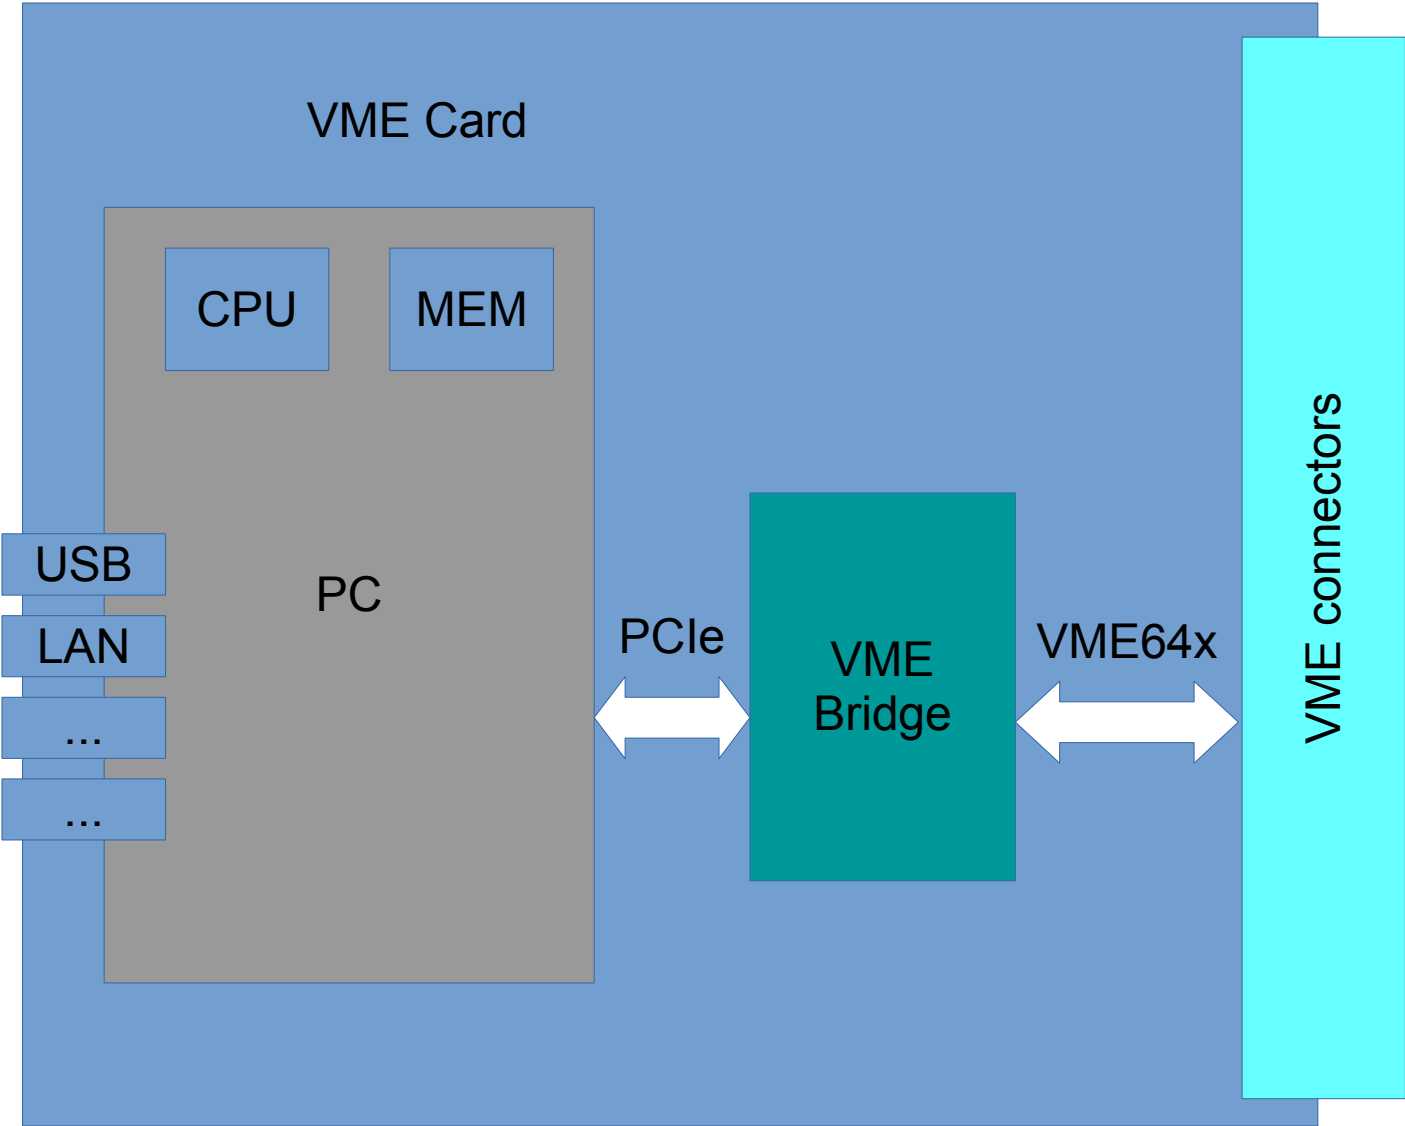 VME Card
CPU
MEM
USB
LAN
...
...
PC
PCIe
VME
Bridge
VME64x
VME connectors